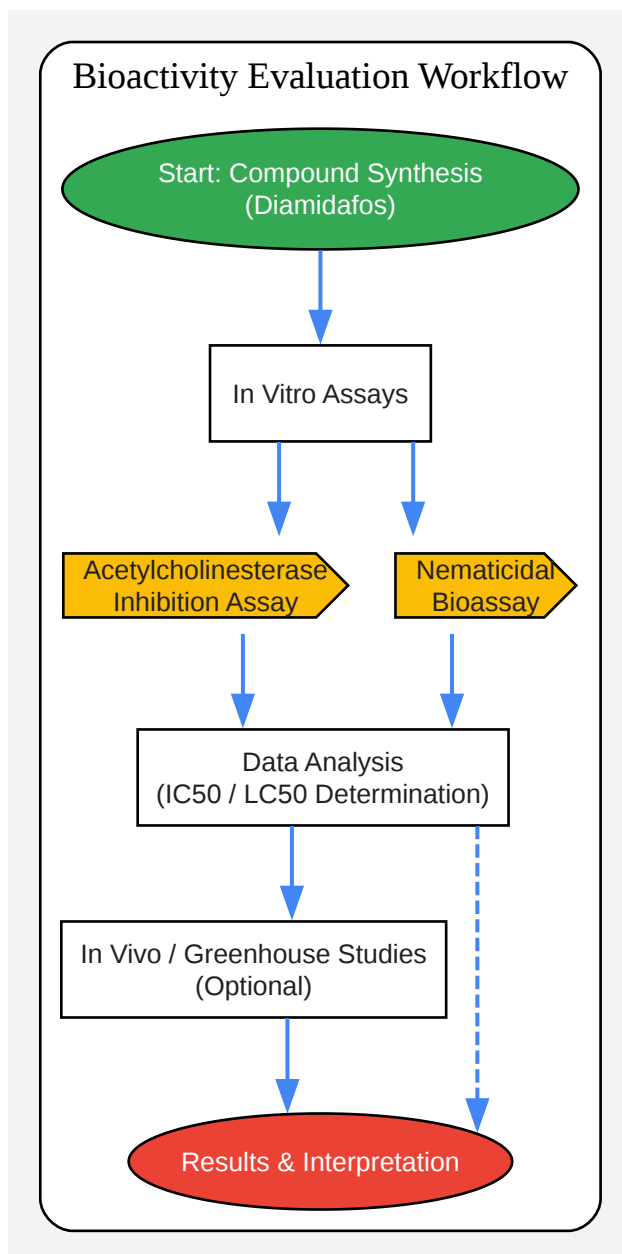 Bioactivity Evaluation Workflow
Start: Compound Synthesis
(Diamidafos)
In Vitro Assays
Acetylcholinesterase
Inhibition Assay
Nematicidal
Bioassay
Data Analysis
(IC50 / LC50 Determination)
In Vivo / Greenhouse Studies
(Optional)
Results & Interpretation